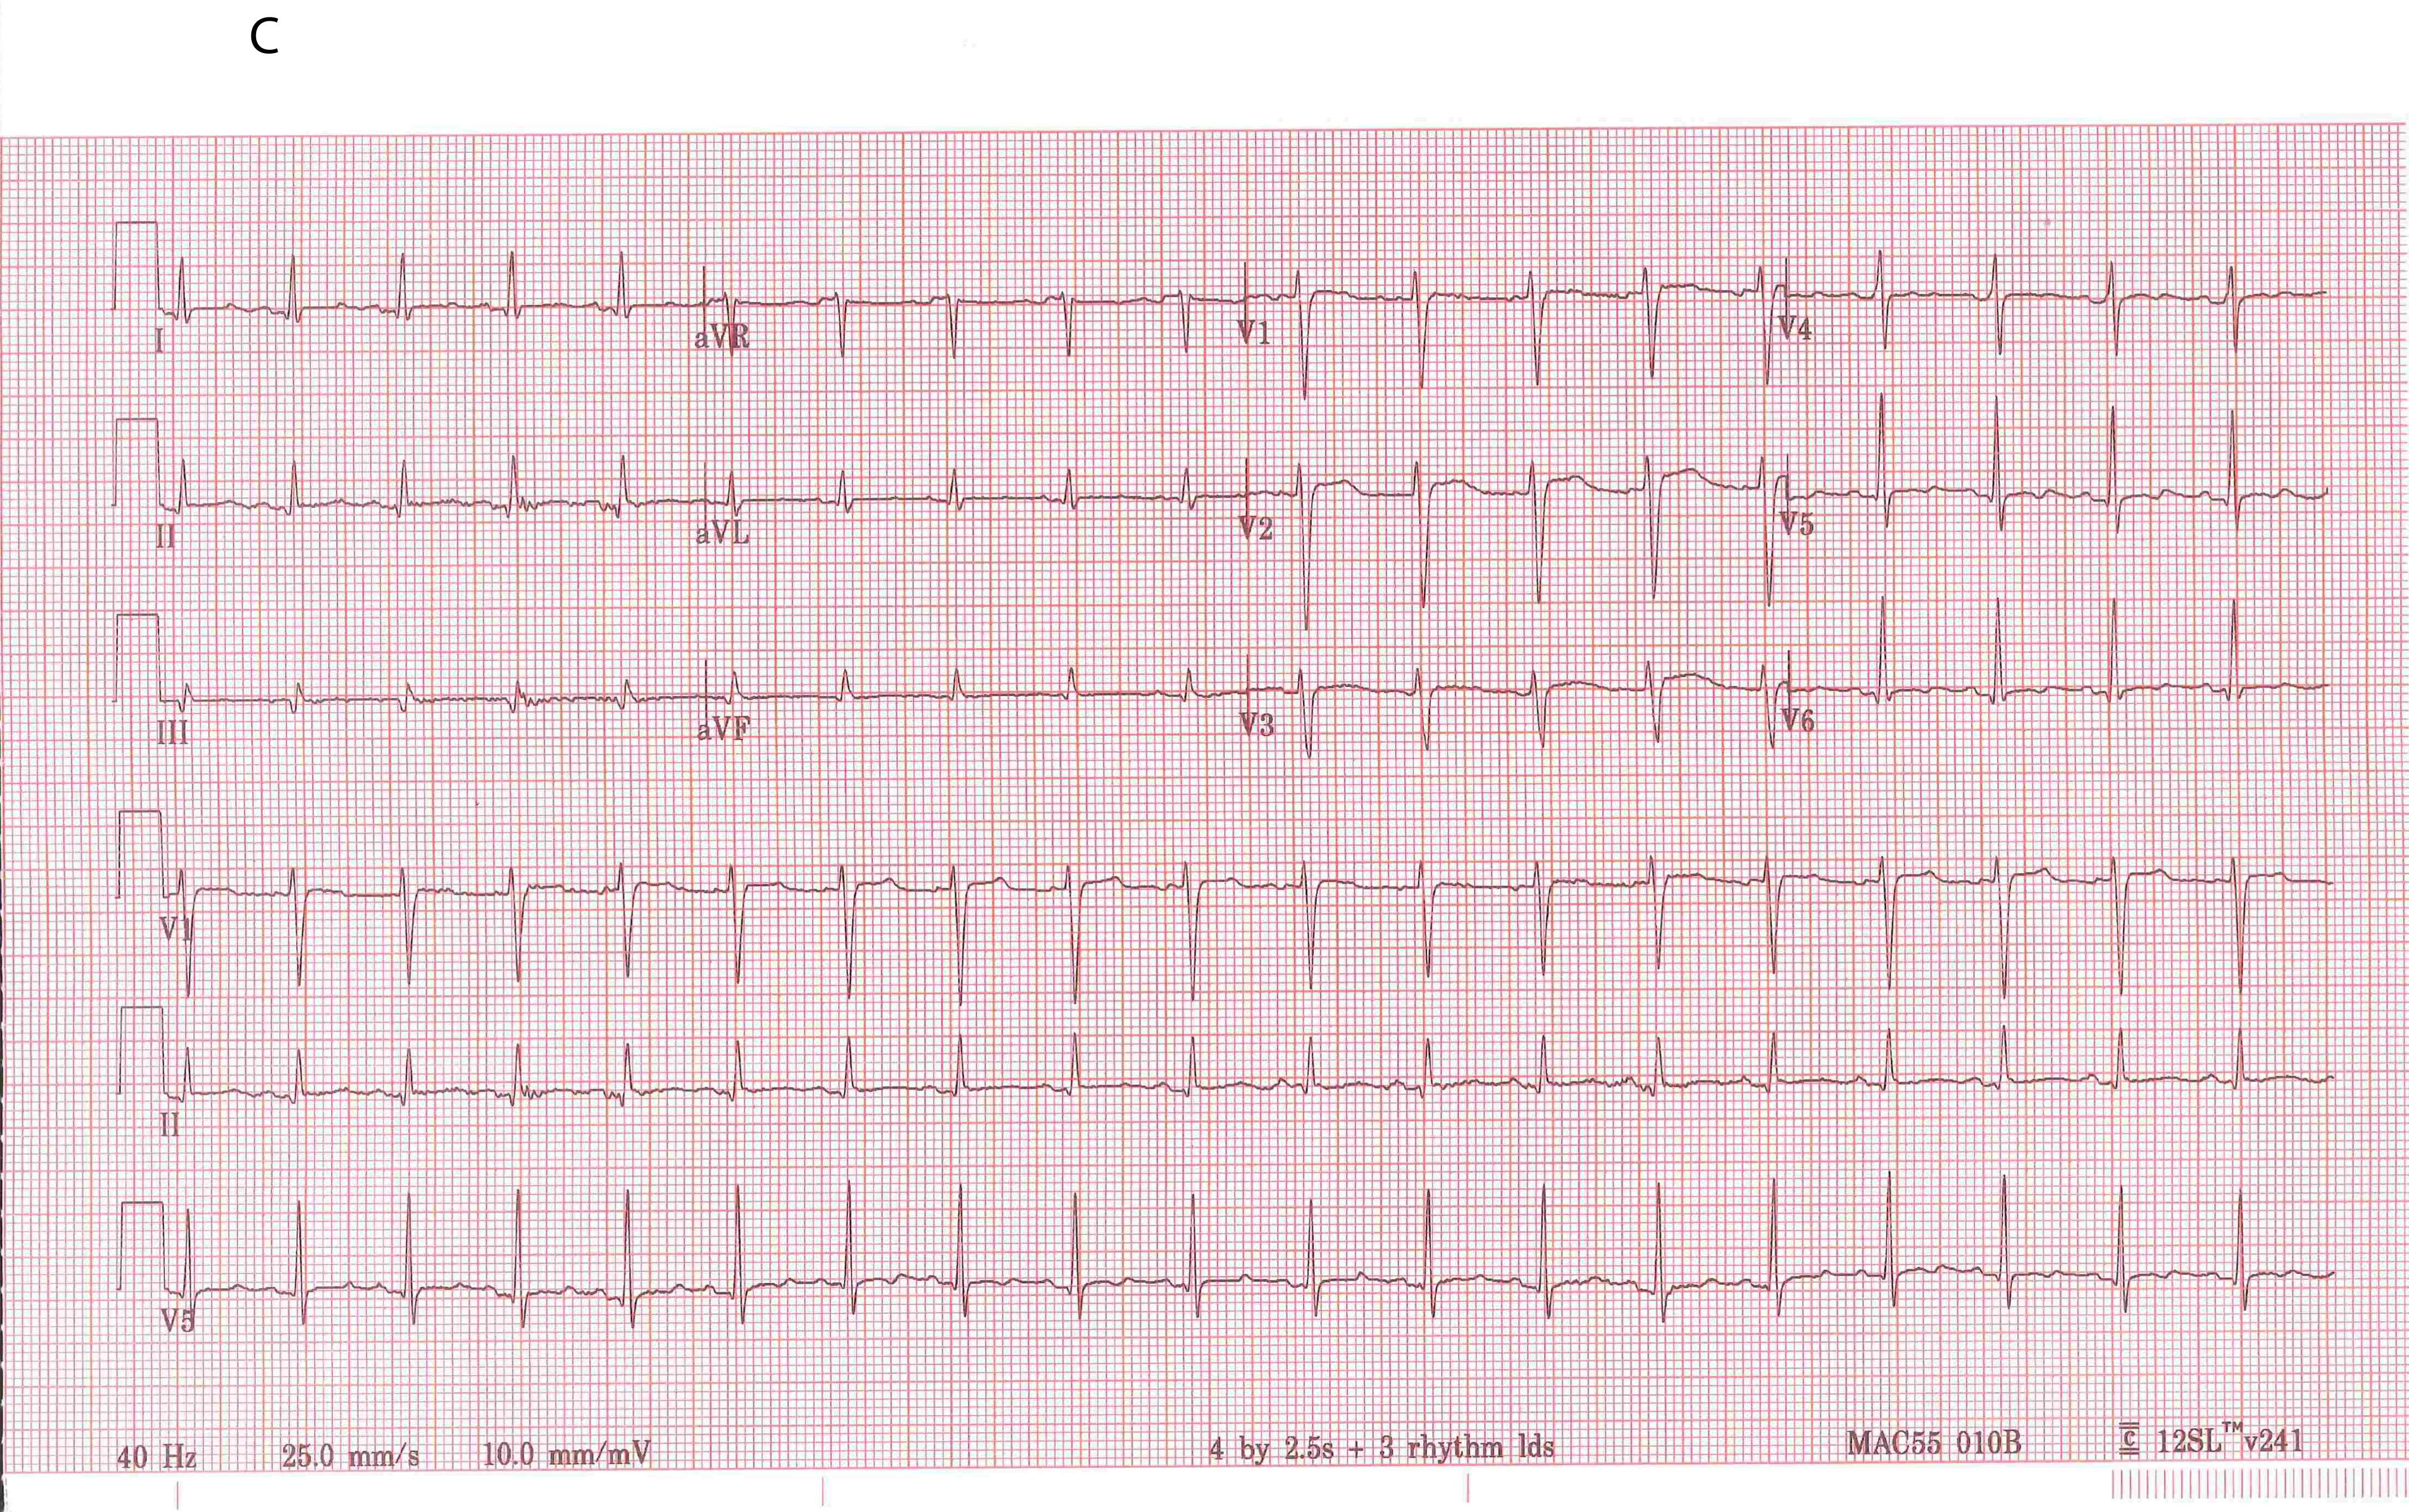 C
I aVR V1 V4
II aVL V2 V5
III aVF V3 V6
V1
II
V5
40 Hz 25.0 mm/s 10.0 mm/mV 4 by 2.5s + 3 rhythm lds MAC55 010B C 12SL™ v241